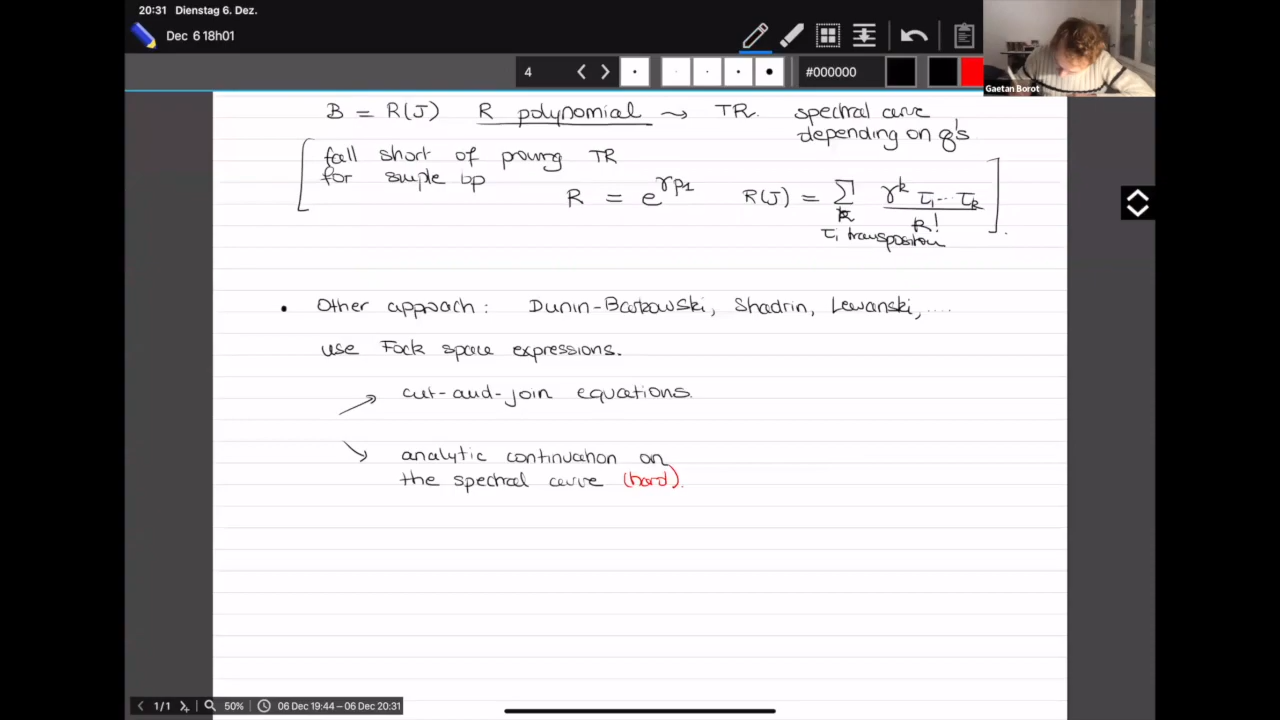 20:31 Dienstag 6. Dez.
Dec 6 18h01
4
#000000
Gaetan Borot
B = R(J) R polynomial → TR. spectral curve
depending on q's
fall short of proving TR
for simple bp
R = e^{γp₁} R(J) = Σ_k γ^k τ₁...τ_k / k!
τᵢ transposition
• Other approach: Dunin-Barkowski, Shadrin, Lewanski, ....
use Fock space expressions.
↗ cut-and-join equations.
↘ analytic continuation on
the spectral curve (hard).
1/1 50% 06 Dec 19:44 – 06 Dec 20:31